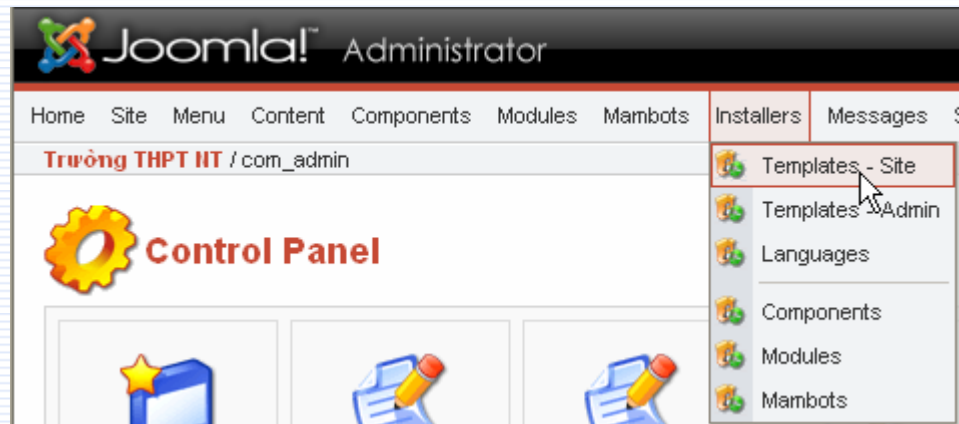 Joomla!™ Administrator
Home Site Menu Content Components Modules Mambots Installers Messages
Trường THPT NT / com_admin
Templates - Site
Templates - Admin
Control Panel
Languages
Components
Modules
Mambots